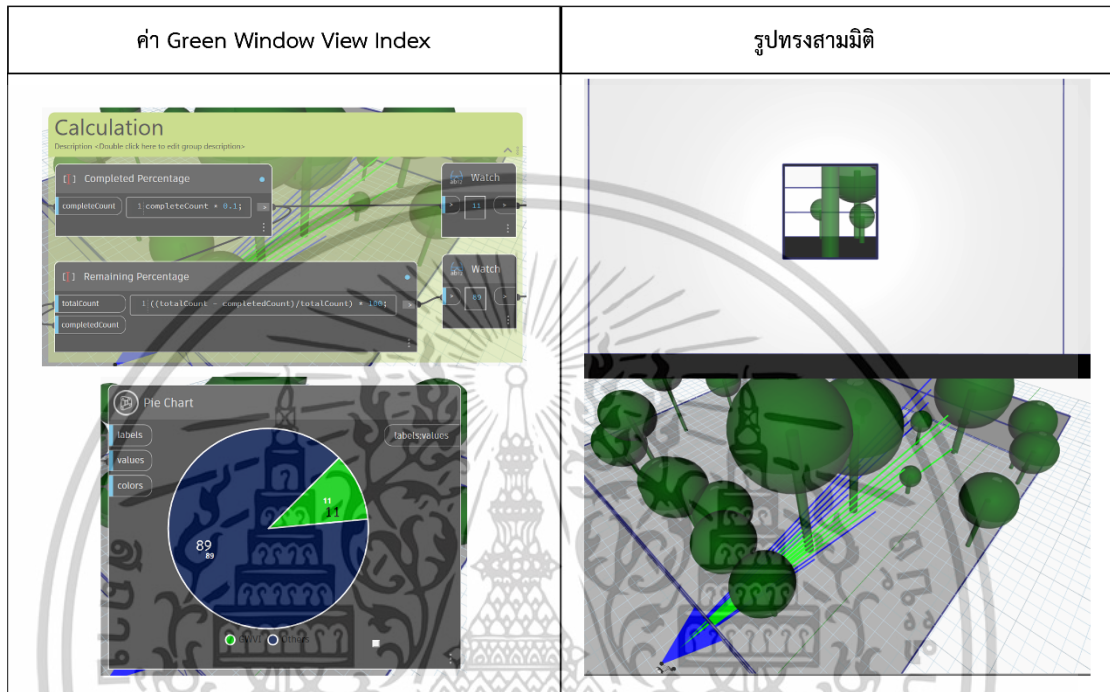 ค่า Green Window View Index
รูปทรงสามมิติ
Calculation
Description <Double click here to edit group description>
[] Completed Percentage
completeCount
1 completeCount * 0.1;
Watch
> 11 >
[] Remaining Percentage
totalCount
completedCount
1 ((totalCount - completedCount)/totalCount) * 100;
Watch
> 89 >
Pie Chart
labels
values
colors
labels:values
11
11
89
89
GWVI Others